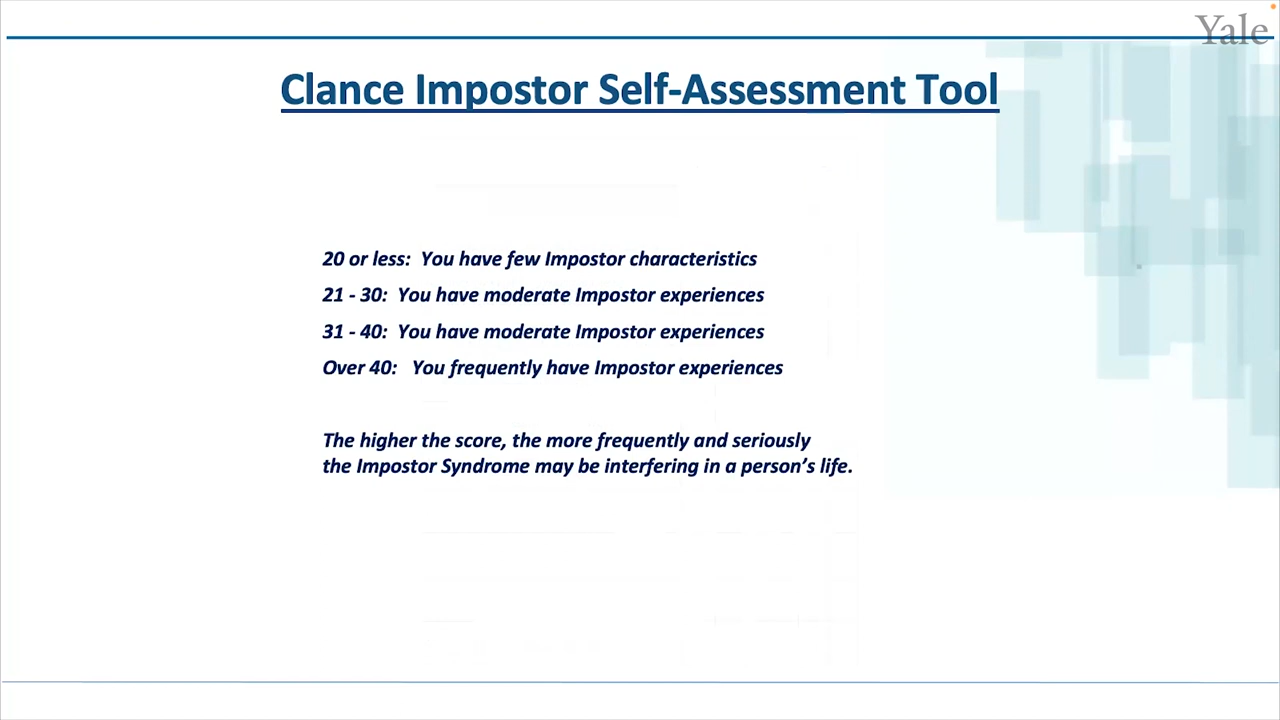 Yale
Clance Impostor Self-Assessment Tool
20 or less: You have few Impostor characteristics
21 - 30: You have moderate Impostor experiences
31 - 40: You have moderate Impostor experiences
Over 40: You frequently have Impostor experiences
The higher the score, the more frequently and seriously
the Impostor Syndrome may be interfering in a person’s life.